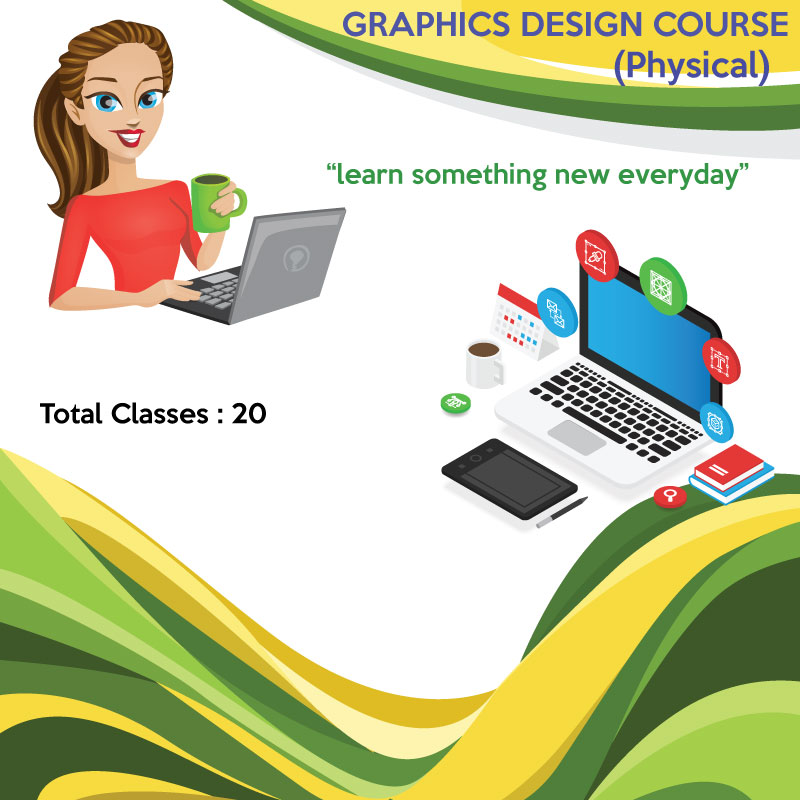 GRAPHICS DESIGN COURSE
(Physical)
“learn something new everyday”
Total Classes : 20